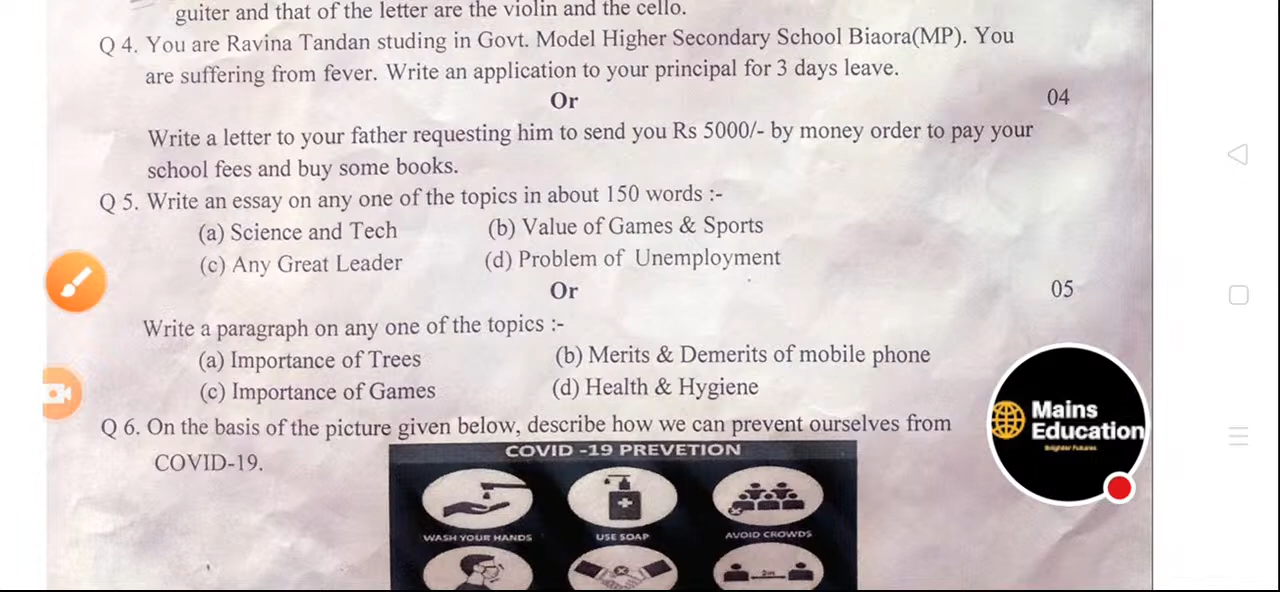 guiter and that of the letter are the violin and the cello.
Q 4. You are Ravina Tandan studing in Govt. Model Higher Secondary School Biaora(MP). You
are suffering from fever. Write an application to your principal for 3 days leave.
Or
04
Write a letter to your father requesting him to send you Rs 5000/- by money order to pay your
school fees and buy some books.
Q 5. Write an essay on any one of the topics in about 150 words :-
(a) Science and Tech (b) Value of Games & Sports
(c) Any Great Leader (d) Problem of Unemployment
Or
05
Write a paragraph on any one of the topics :-
(a) Importance of Trees (b) Merits & Demerits of mobile phone
(c) Importance of Games (d) Health & Hygiene
Q 6. On the basis of the picture given below, describe how we can prevent ourselves from
COVID-19.
COVID -19 PREVETION
WASH YOUR HANDS USE SOAP AVOID CROWDS
2m
Mains
Education
Brighter Futures